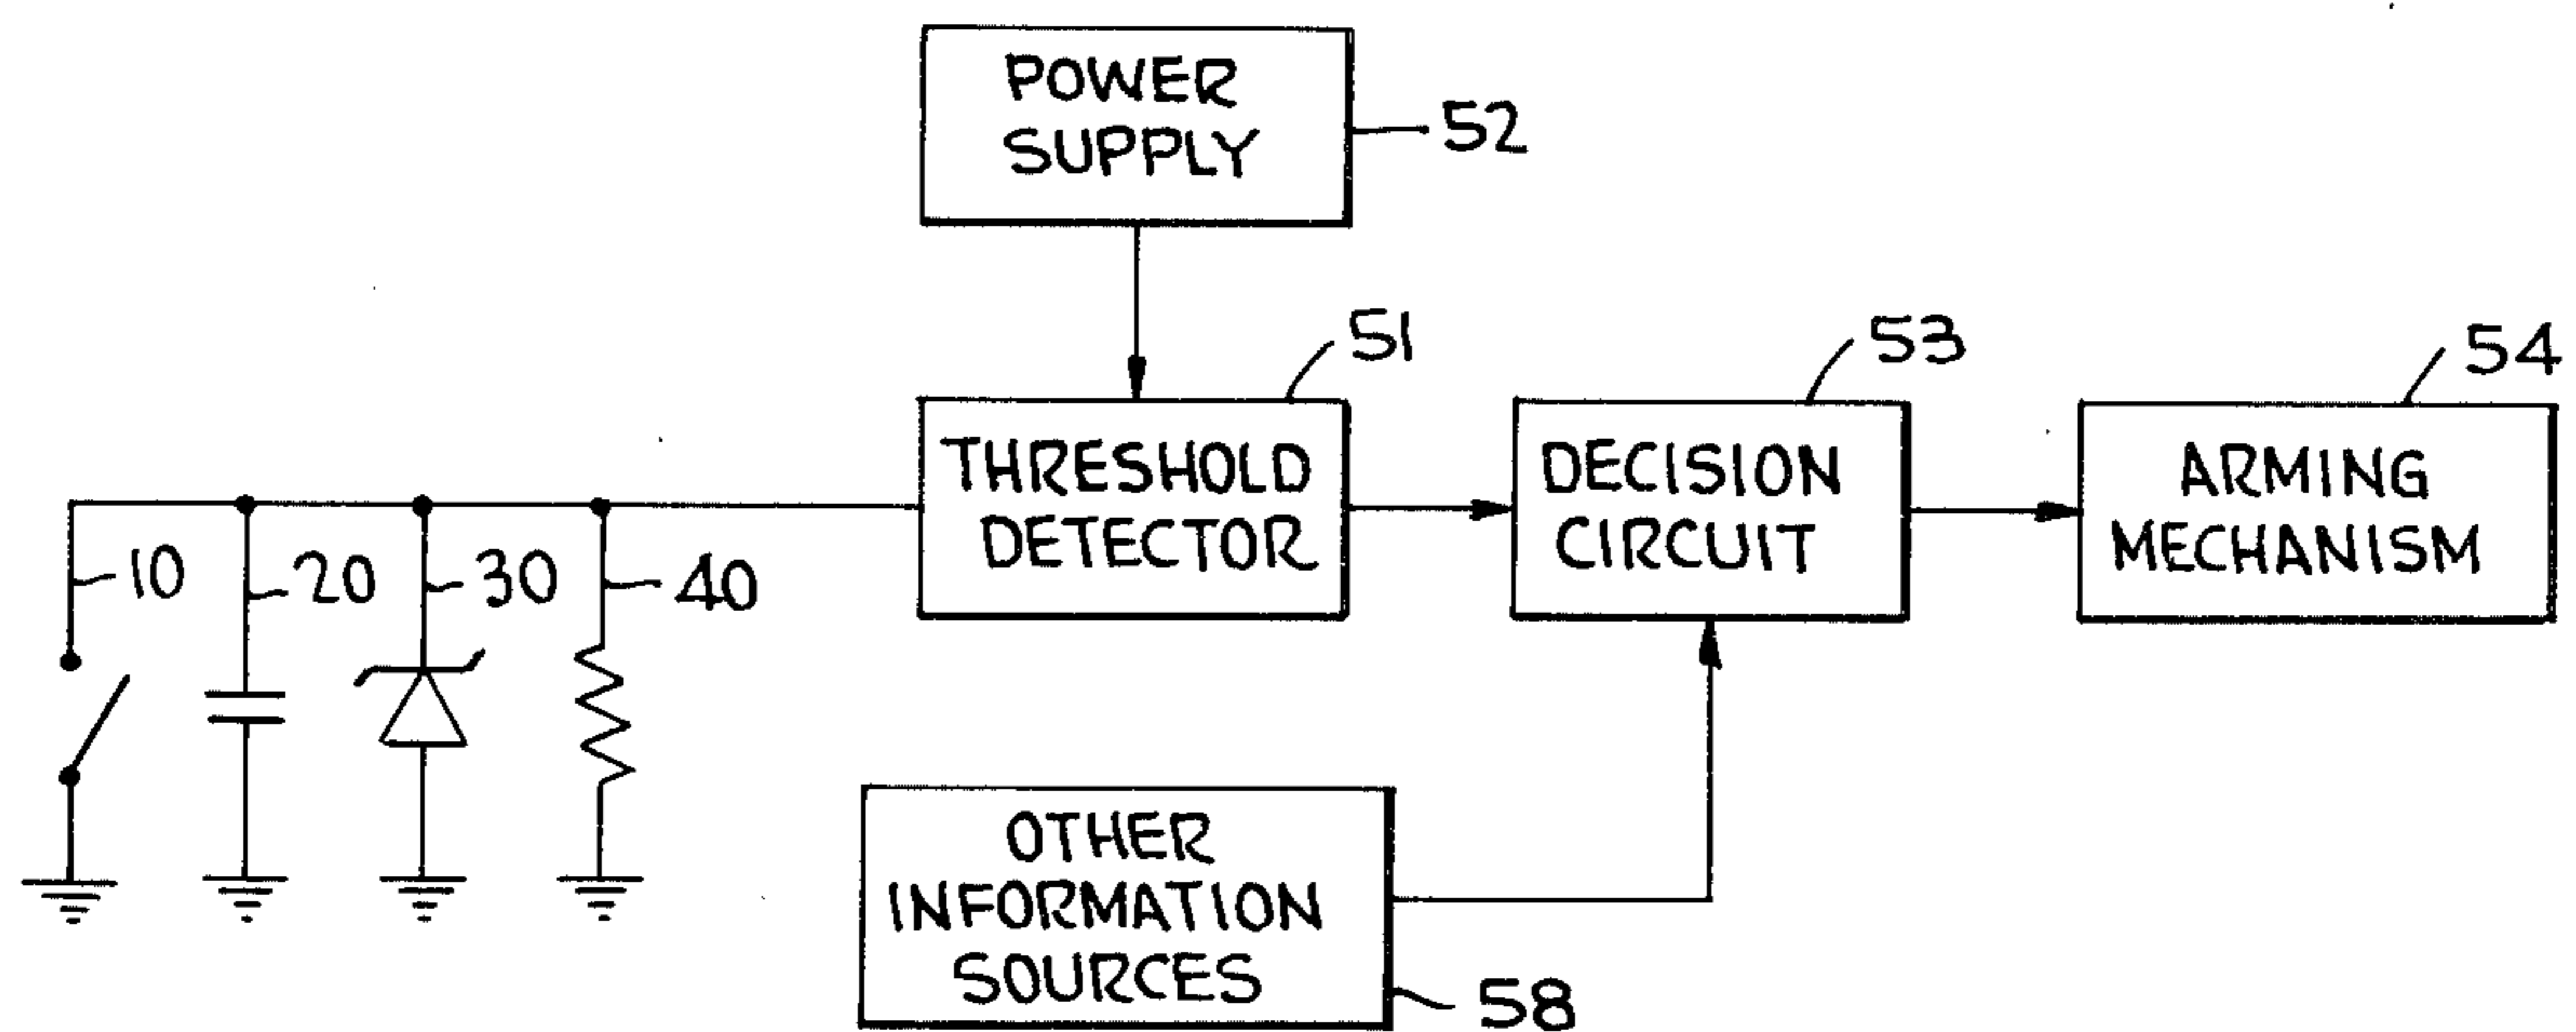 POWER
SUPPLY
52
51
53
54
THRESHOLD
DETECTOR
DECISION
CIRCUIT
ARMING
MECHANISM
10
20
30
40
OTHER
INFORMATION
SOURCES
58